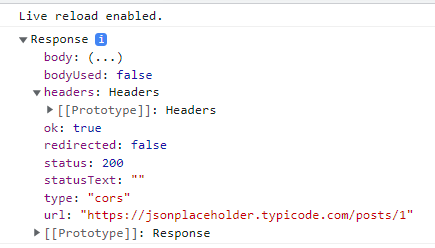 Live reload enabled.
Response i
body: (...)
bodyUsed: false
headers: Headers
[[Prototype]]: Headers
ok: true
redirected: false
status: 200
statusText: ""
type: "cors"
url: "https://jsonplaceholder.typicode.com/posts/1"
[[Prototype]]: Response